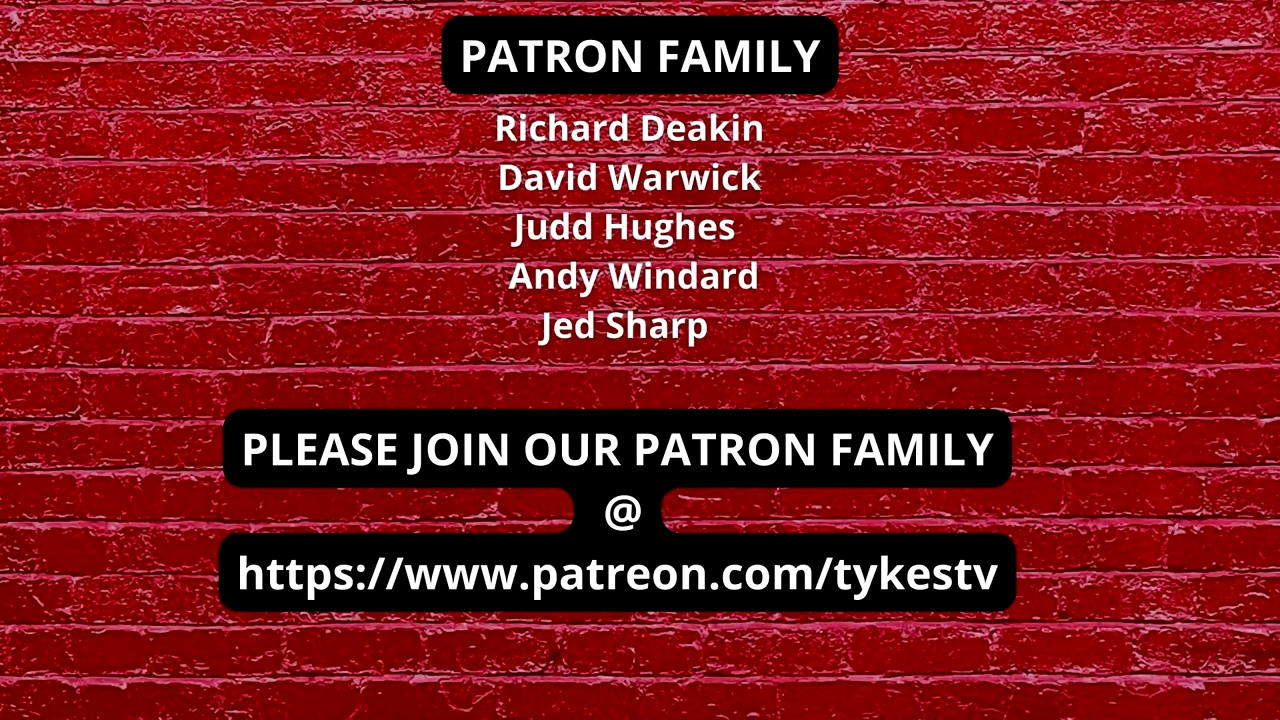 PATRON FAMILY
Richard Deakin
David Warwick
Judd Hughes
Andy Windard
Jed Sharp
PLEASE JOIN OUR PATRON FAMILY
@
https://www.patreon.com/tykestv